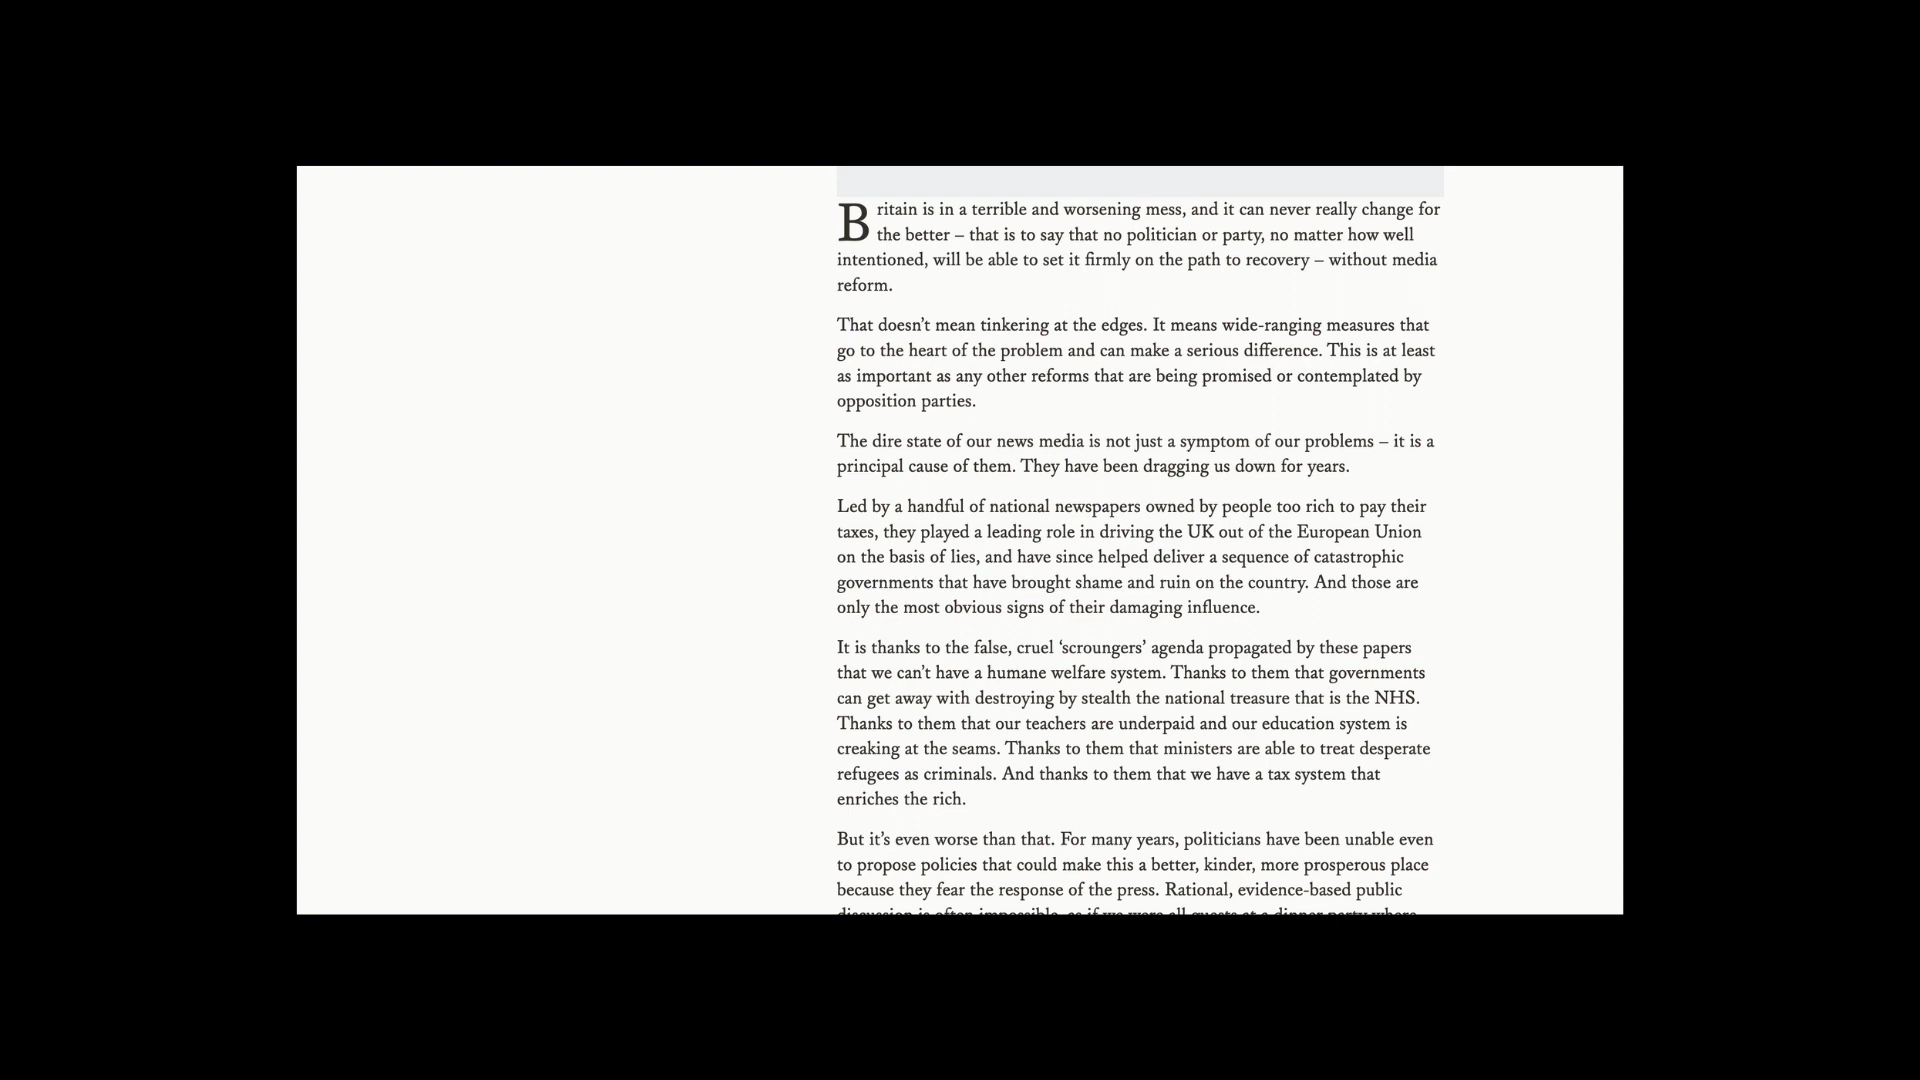 Britain is in a terrible and worsening mess, and it can never really change for
the better – that is to say that no politician or party, no matter how well
intentioned, will be able to set it firmly on the path to recovery – without media
reform.
That doesn’t mean tinkering at the edges. It means wide-ranging measures that
go to the heart of the problem and can make a serious difference. This is at least
as important as any other reforms that are being promised or contemplated by
opposition parties.
The dire state of our news media is not just a symptom of our problems – it is a
principal cause of them. They have been dragging us down for years.
Led by a handful of national newspapers owned by people too rich to pay their
taxes, they played a leading role in driving the UK out of the European Union
on the basis of lies, and have since helped deliver a sequence of catastrophic
governments that have brought shame and ruin on the country. And those are
only the most obvious signs of their damaging influence.
It is thanks to the false, cruel ‘scroungers’ agenda propagated by these papers
that we can’t have a humane welfare system. Thanks to them that governments
can get away with destroying by stealth the national treasure that is the NHS.
Thanks to them that our teachers are underpaid and our education system is
creaking at the seams. Thanks to them that ministers are able to treat desperate
refugees as criminals. And thanks to them that we have a tax system that
enriches the rich.
But it’s even worse than that. For many years, politicians have been unable even
to propose policies that could make this a better, kinder, more prosperous place
because they fear the response of the press. Rational, evidence-based public
discussion is often impossible, as if we were all guests at a dinner party where